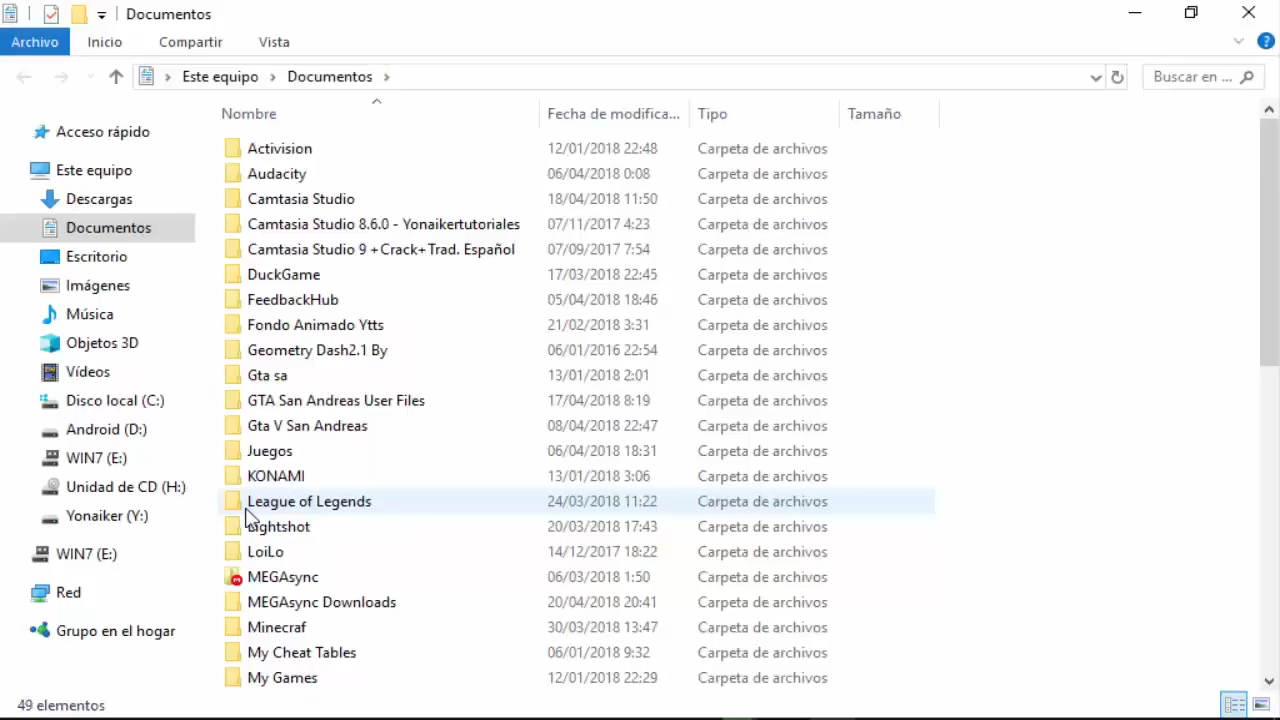 Documentos
Archivo Inicio Compartir Vista
Este equipo Documentos Buscar en ...
Nombre Fecha de modifica... Tipo Tamaño
Acceso rápido
Este equipo
Descargas
Documentos
Escritorio
Imágenes
Música
Objetos 3D
Vídeos
Disco local (C:)
Android (D:)
WIN7 (E:)
Unidad de CD (H:)
Yonaiker (Y:)
WIN7 (E:)
Red
Grupo en el hogar
Activision 12/01/2018 22:48 Carpeta de archivos
Audacity 06/04/2018 0:08 Carpeta de archivos
Camtasia Studio 18/04/2018 11:50 Carpeta de archivos
Camtasia Studio 8.6.0 - Yonaikertutoriales 07/11/2017 4:23 Carpeta de archivos
Camtasia Studio 9 +Crack+Trad. Español 07/09/2017 7:54 Carpeta de archivos
DuckGame 17/03/2018 22:45 Carpeta de archivos
FeedbackHub 05/04/2018 18:46 Carpeta de archivos
Fondo Animado Ytts 21/02/2018 3:31 Carpeta de archivos
Geometry Dash2.1 By 06/01/2016 22:54 Carpeta de archivos
Gta sa 13/01/2018 2:01 Carpeta de archivos
GTA San Andreas User Files 17/04/2018 8:19 Carpeta de archivos
Gta V San Andreas 08/04/2018 22:47 Carpeta de archivos
Juegos 06/04/2018 18:31 Carpeta de archivos
KONAMI 13/01/2018 3:06 Carpeta de archivos
League of Legends 24/03/2018 11:22 Carpeta de archivos
Lightshot 20/03/2018 17:43 Carpeta de archivos
LoiLo 14/12/2017 18:22 Carpeta de archivos
MEGAsync 06/03/2018 1:50 Carpeta de archivos
MEGAsync Downloads 20/04/2018 20:41 Carpeta de archivos
Minecraf 30/03/2018 13:47 Carpeta de archivos
My Cheat Tables 06/01/2018 9:32 Carpeta de archivos
My Games 12/01/2018 22:29 Carpeta de archivos
49 elementos